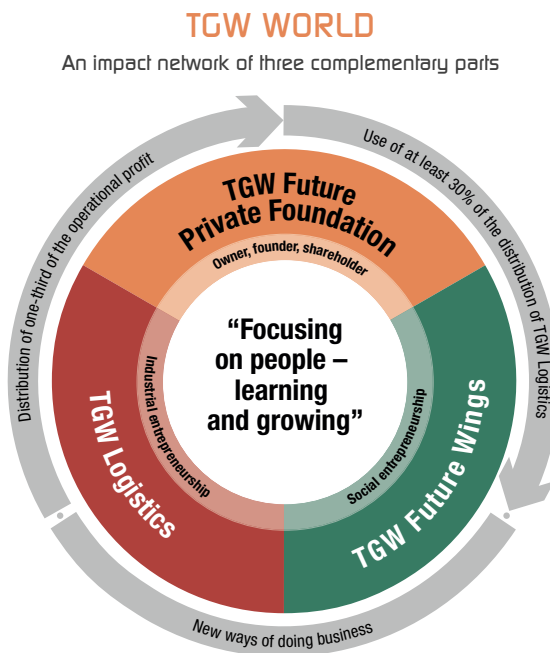 TGW WORLD
An impact network of three complementary parts
Distribution of one-third of the operational profit
Use of at least 30% of the distribution of TGW Logistics
TGW Future
Private Foundation
Owner, founder, shareholder
“Focusing
on people –
learning
and growing”
Industrial entrepreneurship
Social entrepreneurship
TGW Logistics
TGW Future Wings
New ways of doing business